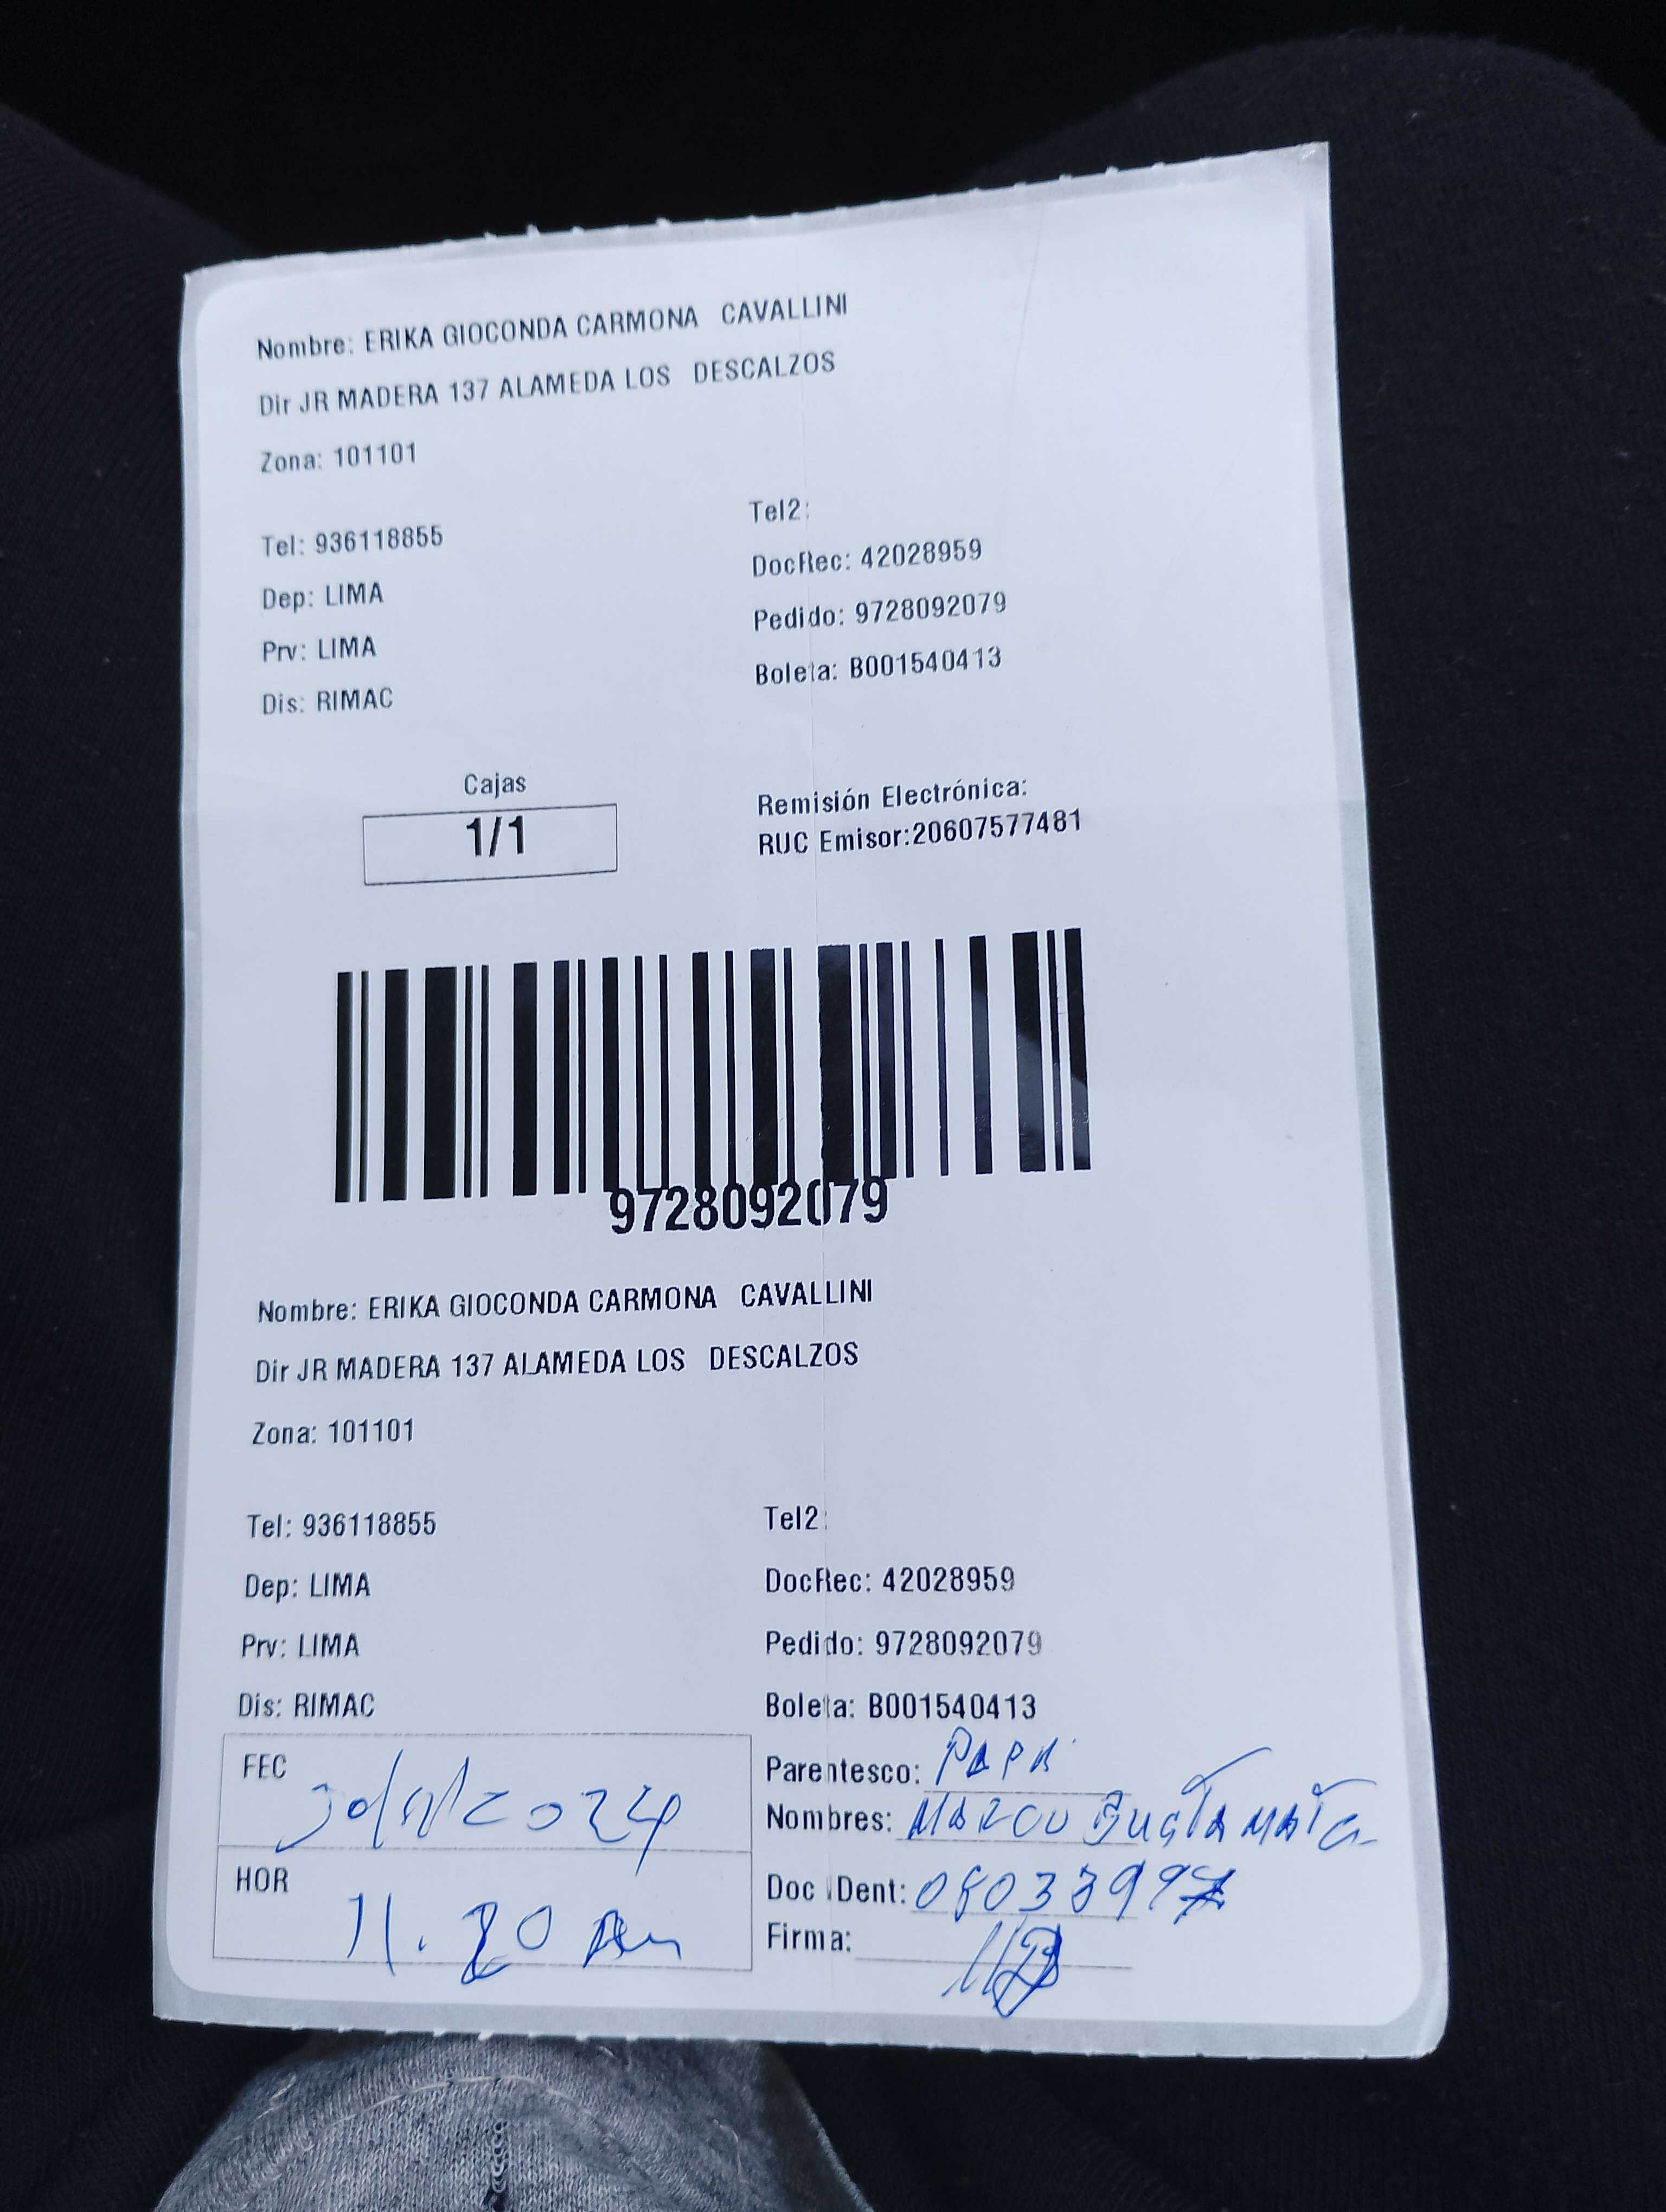 Nombre: ERIKA GIOCONDA CARMONA CAVALLINI
Dir JR MADERA 137 ALAMEDA LOS DESCALZOS
Zona: 101101
Tel: 936118855
Tel2:
Dep: LIMA
DocRec: 42028959
Prv: LIMA
Pedido: 9728092079
Dis: RIMAC
Boleta: B001540413
Cajas
1/1
Remisión Electrónica:
RUC Emisor:20607577481
9728092079
Nombre: ERIKA GIOCONDA CARMONA CAVALLINI
Dir JR MADERA 137 ALAMEDA LOS DESCALZOS
Zona: 101101
Tel: 936118855
Tel2:
Dep: LIMA
DocRec: 42028959
Prv: LIMA
Pedido: 9728092079
Dis: RIMAC
Boleta: B001540413
FEC
Parentesco: PAPA
Nombres:
HOR
Doc Dent:
Firma: